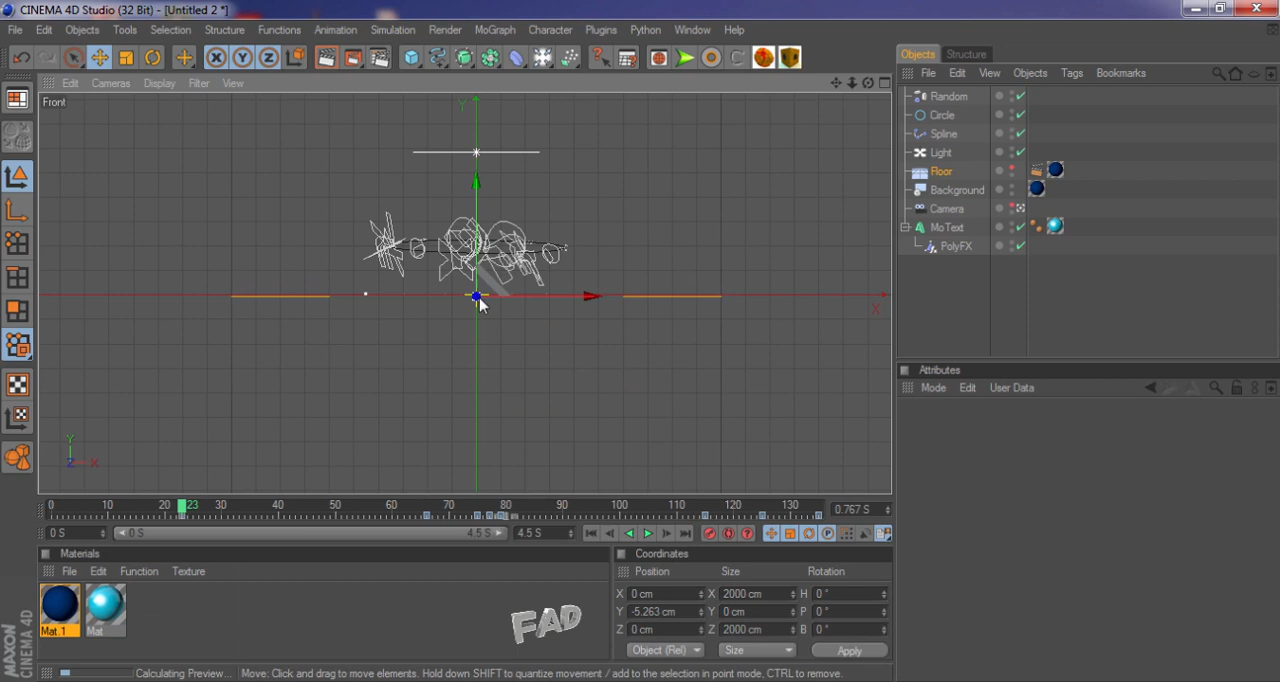 CINEMA 4D Studio (32 Bit) - [Untitled 2 *]
File Edit Objects Tools Selection Structure Functions Animation Simulation Render MoGraph Character Plugins Python Window Help
Edit Cameras Display Filter View
Front
Y
X
Y
Z X
0 10 20 23 30 40 50 60 70 80 90 100 110 120 130 0.767 S
0 S 0 S 4.5 S 4.5 S
Materials
File Edit Function Texture
Mat.1 Mat
FAD
MAXON
CINEMA 4D
Coordinates
Position Size Rotation
X 0 cm X 2000 cm H 0 °
Y -5.263 cm Y 0 cm P 0 °
Z 0 cm Z 2000 cm B 0 °
Object (Rel) Size Apply
Calculating Preview... Move: Click and drag to move elements. Hold down SHIFT to quantize movement / add to the selection in point mode, CTRL to remove.
Objects Structure
File Edit View Objects Tags Bookmarks
Random
Circle
Spline
Light
Floor
Background
Camera
MoText
PolyFX
Attributes
Mode Edit User Data